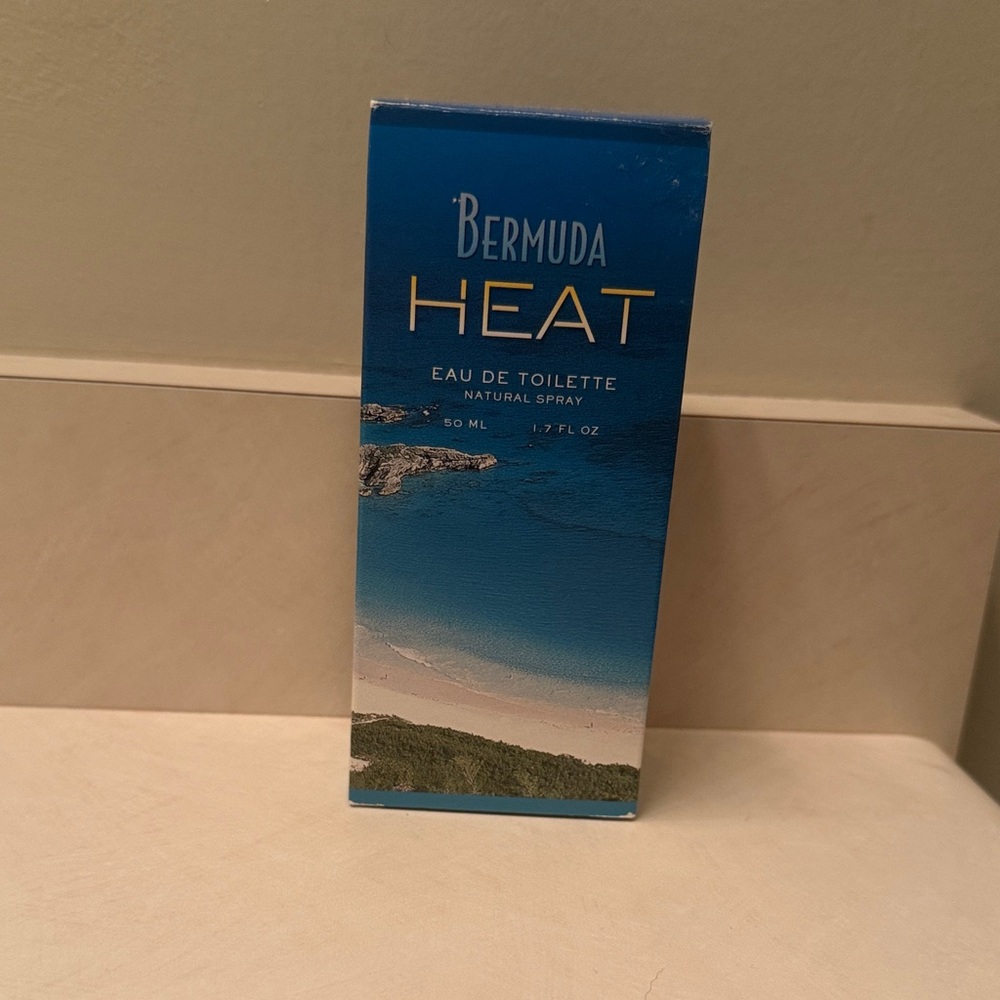 BERMUDA
HEAT
EAU DE TOILETTE
NATURAL SPRAY
50 ML 1.7 FL OZ